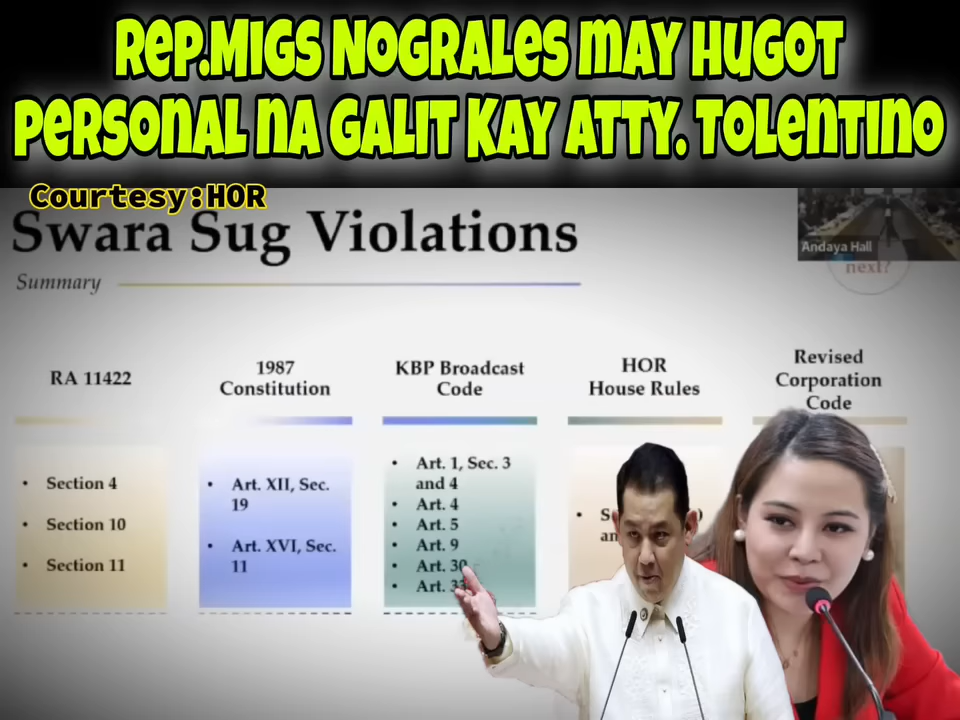 Rep.Migs Nograles may hugot
personal na galit kay Atty. Tolentino
Courtesy:HOR
Swara Sug Violations
Andaya Hall
next?
Summary
RA 11422
1987
Constitution
KBP Broadcast
Code
HOR
House Rules
Revised
Corporation
Code
• Section 4
• Section 10
• Section 11
• Art. XII, Sec.
19
• Art. XVI, Sec.
11
• Art. 1, Sec. 3
and 4
• Art. 4
• Art. 5
• Art. 9
• Art. 30
• Art.